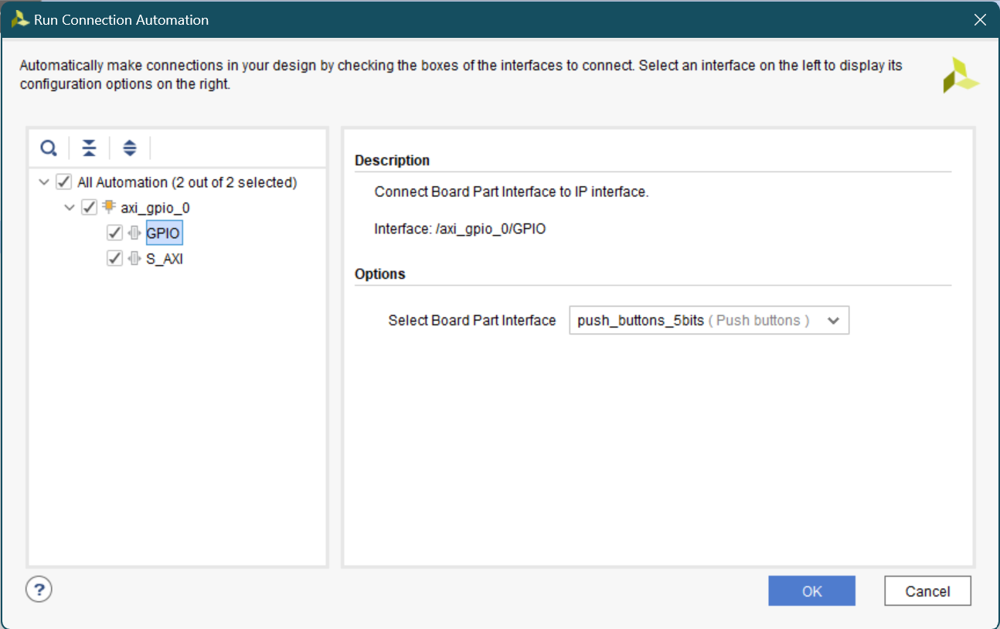 Run Connection Automation
Automatically make connections in your design by checking the boxes of the interfaces to connect. Select an interface on the left to display its
configuration options on the right.
All Automation (2 out of 2 selected)
axi_gpio_0
GPIO
S_AXI
Description
Connect Board Part Interface to IP interface.
Interface: /axi_gpio_0/GPIO
Options
Select Board Part Interface push_buttons_5bits ( Push buttons )
?
OK Cancel